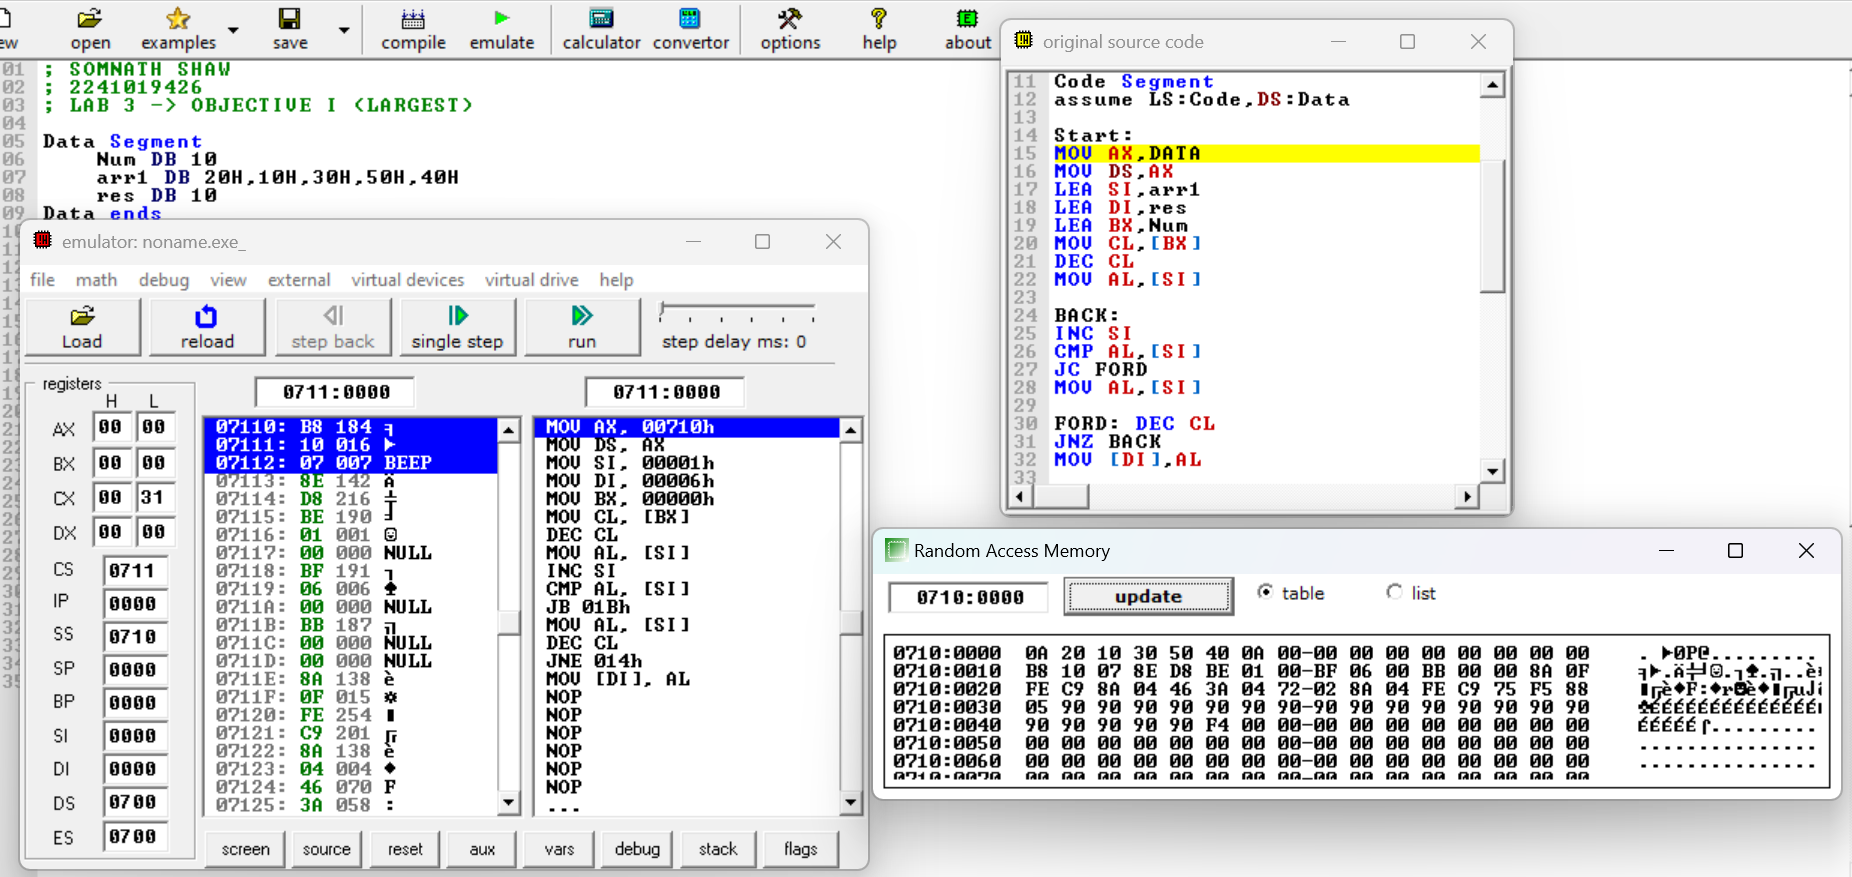 ew open examples save compile emulate calculator convertor options help about
01 ; SOMNATH SHAW
02 ; 2241019426
03 ; LAB 3 -> OBJECTIVE I (LARGEST)
04
05 Data Segment
06 Num DB 10
07 arr1 DB 20H,10H,30H,50H,40H
08 res DB 10
09 Data ends
original source code
11 Code Segment
12 assume LS:Code,DS:Data
13
14 Start:
15 MOV AX,DATA
16 MOV DS,AX
17 LEA SI,arr1
18 LEA DI,res
19 LEA BX,Num
20 MOV CL,[BX]
21 DEC CL
22 MOV AL,[SI]
23
24 BACK:
25 INC SI
26 CMP AL,[SI]
27 JC FORD
28 MOV AL,[SI]
29
30 FORD: DEC CL
31 JNZ BACK
32 MOV [DI],AL
33
emulator: noname.exe_
file math debug view external virtual devices virtual drive help
Load reload step back single step run step delay ms: 0
registers
H L
AX 00 00
BX 00 00
CX 00 31
DX 00 00
CS 0711
IP 0000
SS 0710
SP 0000
BP 0000
SI 0000
DI 0000
DS 0700
ES 0700
0711:0000
07110: B8 184 ╕
07111: 10 016 ►
07112: 07 007 BEEP
07113: 8E 142 Ä
07114: D8 216 ╪
07115: BE 190 ╛
07116: 01 001 ☺
07117: 00 000 NULL
07118: BF 191 ┐
07119: 06 006 ♠
0711A: 00 000 NULL
0711B: BB 187 ╗
0711C: 00 000 NULL
0711D: 00 000 NULL
0711E: 8A 138 è
0711F: 0F 015 ☼
07120: FE 254 ■
07121: C9 201 ╔
07122: 8A 138 è
07123: 04 004 ♦
07124: 46 070 F
07125: 3A 058 :
0711:0000
MOV AX, 00710h
MOV DS, AX
MOV SI, 00001h
MOV DI, 00006h
MOV BX, 00000h
MOV CL, [BX]
DEC CL
MOV AL, [SI]
INC SI
CMP AL, [SI]
JB 01Bh
MOV AL, [SI]
DEC CL
JNE 014h
MOV [DI], AL
NOP
NOP
NOP
NOP
NOP
NOP
...
screen source reset aux vars debug stack flags
Random Access Memory
0710:0000 update table list
0710:0000 0A 20 10 30 50 40 0A 00-00 00 00 00 00 00 00 00
0710:0010 B8 10 07 8E D8 BE 01 00-BF 06 00 BB 00 00 8A 0F
0710:0020 FE C9 8A 04 46 3A 04 72-02 8A 04 FE C9 75 F5 88
0710:0030 05 90 90 90 90 90 90 90-90 90 90 90 90 90 90 90
0710:0040 90 90 90 90 90 F4 00 00-00 00 00 00 00 00 00 00
0710:0050 00 00 00 00 00 00 00 00-00 00 00 00 00 00 00 00
0710:0060 00 00 00 00 00 00 00 00-00 00 00 00 00 00 00 00
0710:0070 00 00 00 00 00 00 00 00-00 00 00 00 00 00 00 00